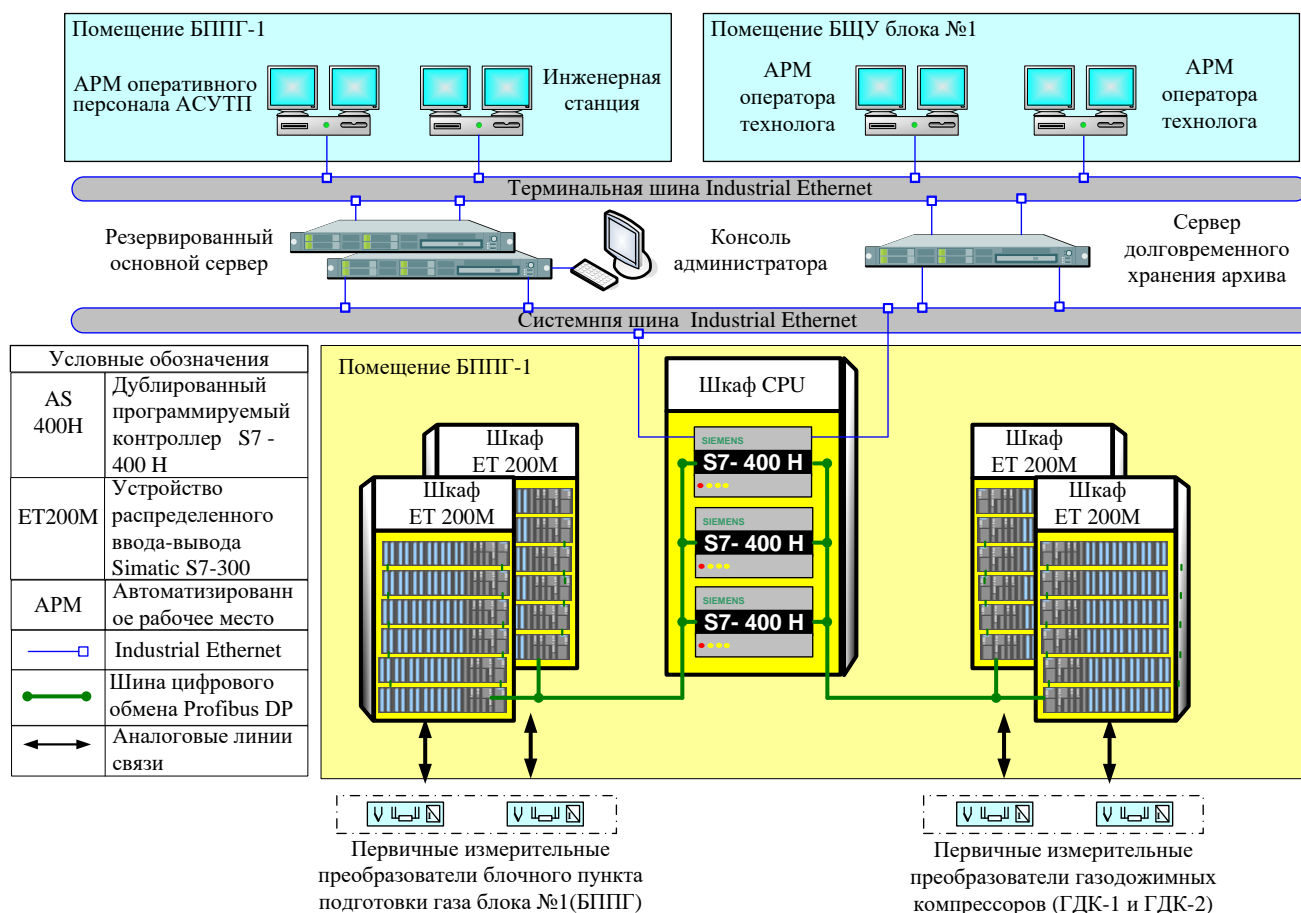 Помещение БППГ-1
АРМ оперативного
персонала АСУТП
Инженерная
станция
Помещение БЩУ блока №1
АРМ
оператора
технолога
АРМ
оператора
технолога
Терминальная шина Industrial Ethernet
Резервированный
основной сервер
Консоль
администратора
Сервер
долговременного
хранения архива
Системнпя шина Industrial Ethernet
Условные обозначения
AS
400H
Дублированный
программируемый
контроллер S7 -
400 H
ET200M
Устройство
распределенного
ввода-вывода
Simatic S7-300
АРМ
Автоматизированн
ое рабочее место
Industrial Ethernet
Шина цифрового
обмена Profibus DP
Аналоговые линии
связи
Помещение БППГ-1
Шкаф CPU
SIEMENS
S7- 400 H
SIEMENS
S7- 400 H
SIEMENS
S7- 400 H
Шкаф
ET 200M
Шкаф
ET 200M
Шкаф
ET 200M
Шкаф
ET 200M
Первичные измерительные
преобразователи блочного пункта
подготовки газа блока №1(БППГ)
Первичные измерительные
преобразователи газодожимных
компрессоров (ГДК-1 и ГДК-2)